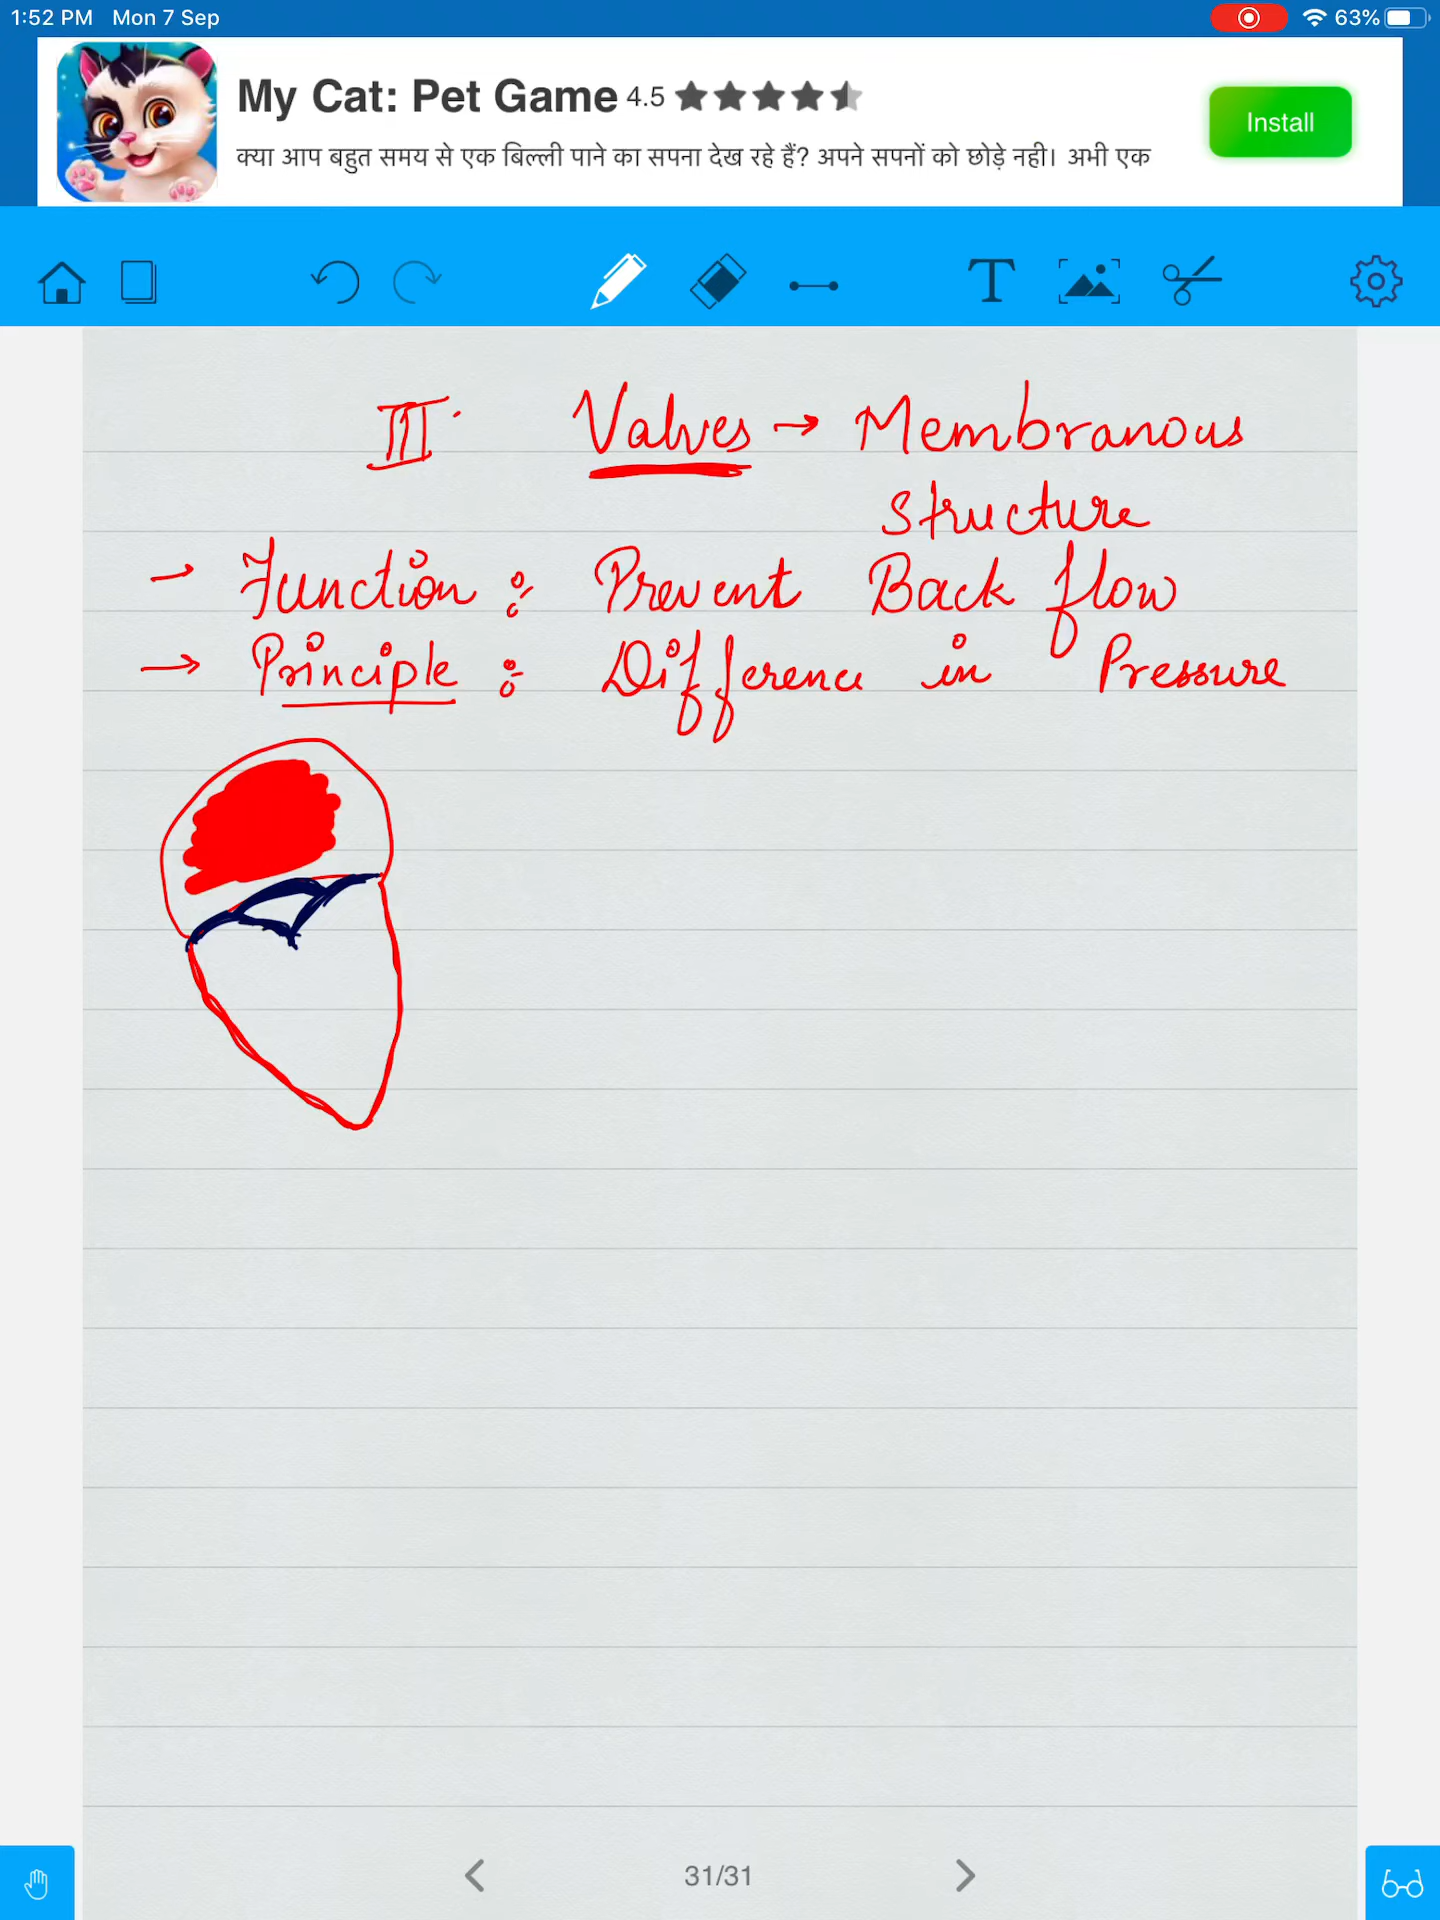 1:52 PM Mon 7 Sep 63%
My Cat: Pet Game 4.5
क्या आप बहुत समय से एक बिल्ली पाने का सपना देख रहे हैं? अपने सपनों को छोड़े नही। अभी एक
Install
T
III. Valves → Membranous
structure
- Function : Prevent Back flow
→ Principle : Difference in Pressure
31/31